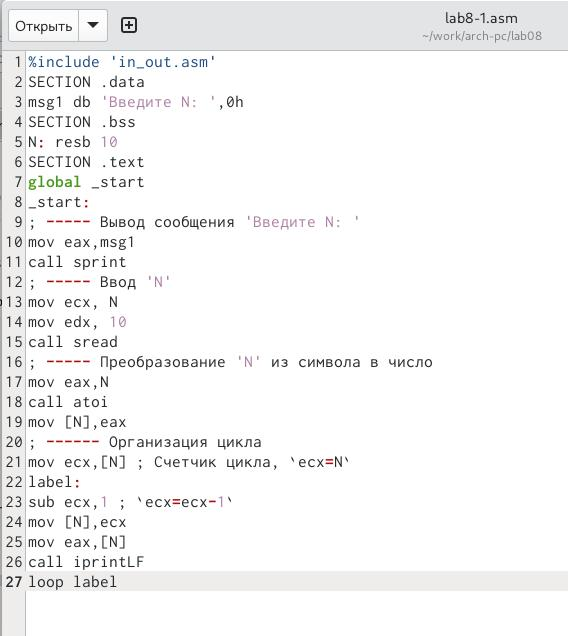 Открыть
lab8-1.asm
~/work/arch-pc/lab08
1 %include 'in_out.asm'
2 SECTION .data
3 msg1 db 'Введите N: ',0h
4 SECTION .bss
5 N: resb 10
6 SECTION .text
7 global _start
8 _start:
9 ; ----- Вывод сообщения 'Введите N: '
10 mov eax,msg1
11 call sprint
12 ; ----- Ввод 'N'
13 mov ecx, N
14 mov edx, 10
15 call sread
16 ; ----- Преобразование 'N' из символа в число
17 mov eax,N
18 call atoi
19 mov [N],eax
20 ; ------ Организация цикла
21 mov ecx,[N] ; Счетчик цикла, `ecx=N`
22 label:
23 sub ecx,1 ; `ecx=ecx-1`
24 mov [N],ecx
25 mov eax,[N]
26 call iprintLF
27 loop label